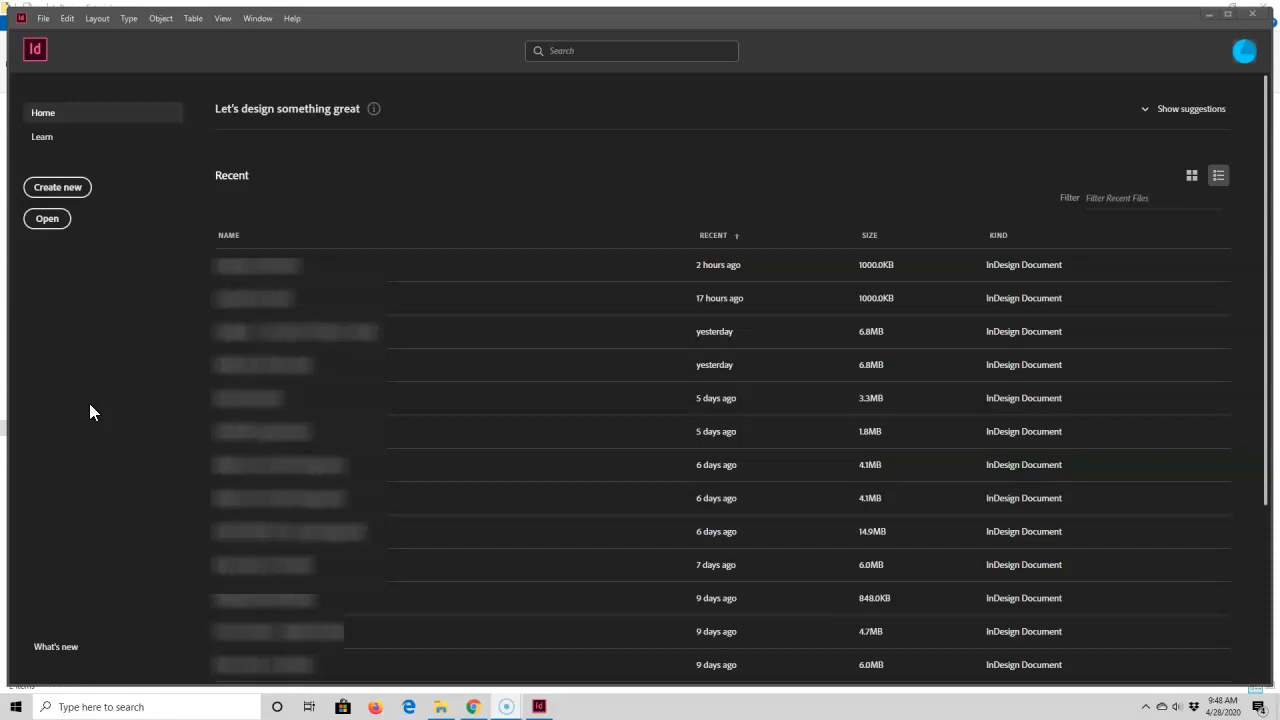 File Edit Layout Type Object Table View Window Help
Id
Search
Home
Learn
Create new
Open
What's new
Let's design something great
Show suggestions
Recent
Filter Filter Recent Files
NAME RECENT SIZE KIND
2 hours ago 1000.0KB InDesign Document
17 hours ago 1000.0KB InDesign Document
yesterday 6.8MB InDesign Document
yesterday 6.8MB InDesign Document
5 days ago 3.3MB InDesign Document
5 days ago 1.8MB InDesign Document
6 days ago 4.1MB InDesign Document
6 days ago 4.1MB InDesign Document
6 days ago 14.9MB InDesign Document
7 days ago 6.0MB InDesign Document
9 days ago 848.0KB InDesign Document
9 days ago 4.7MB InDesign Document
9 days ago 6.0MB InDesign Document
Type here to search
9:48 AM
4/28/2020